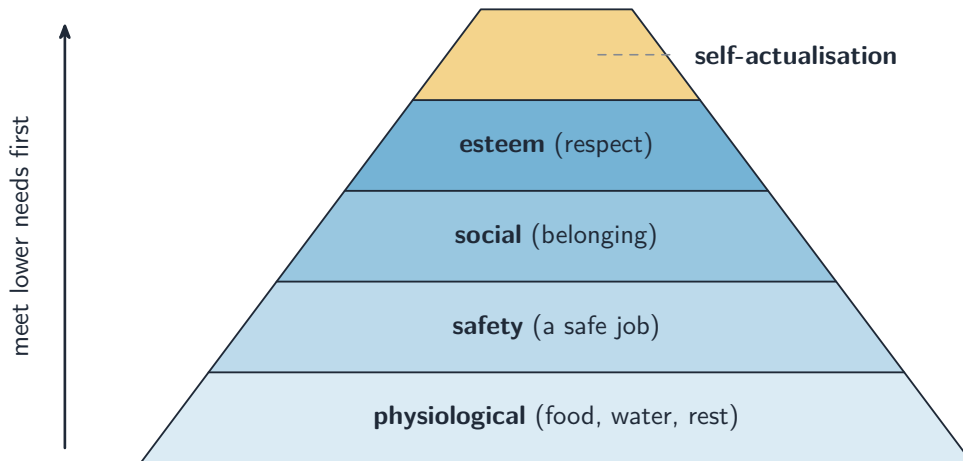 self-actualisation
esteem (respect)
social (belonging)
safety (a safe job)
physiological (food, water, rest)
meet lower needs first